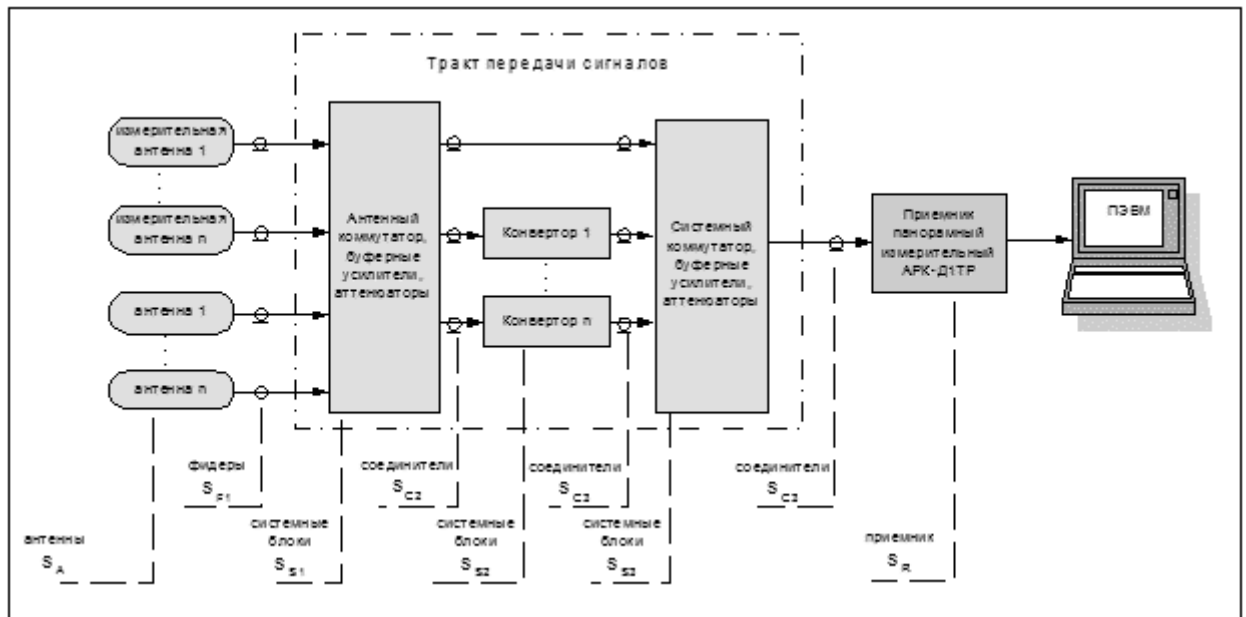 Тракт передачи сигналов
измерительная
антенна 1
измерительная
антенна n
антенна 1
антенна n
Антенный
коммутатор,
буферные
усилители,
аттенюаторы
Конвертор 1
Конвертор n
Системный
коммутатор,
буферные
усилители,
аттенюаторы
Приемник
панорамный
измерительный
АРК-Д1ТР
ПЭВМ
фидеры
S F1
соединители
S C2
соединители
S C3
соединители
S C3
антенны
S A
системные
блоки
S S1
системные
блоки
S S2
системные
блоки
S S3
приемник
S R